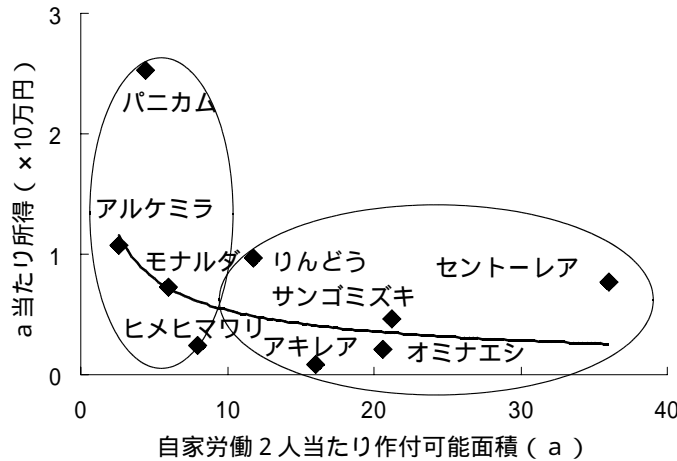 3
2
1
0
a当たり所得(×10万円)
パニカム
アルケミラ
モナルダ
りんどう
セントーレア
サンゴミズキ
ヒメヒマワリ
アキレア
オミナエシ
0 10 20 30 40
自家労働2人当たり作付可能面積(a)